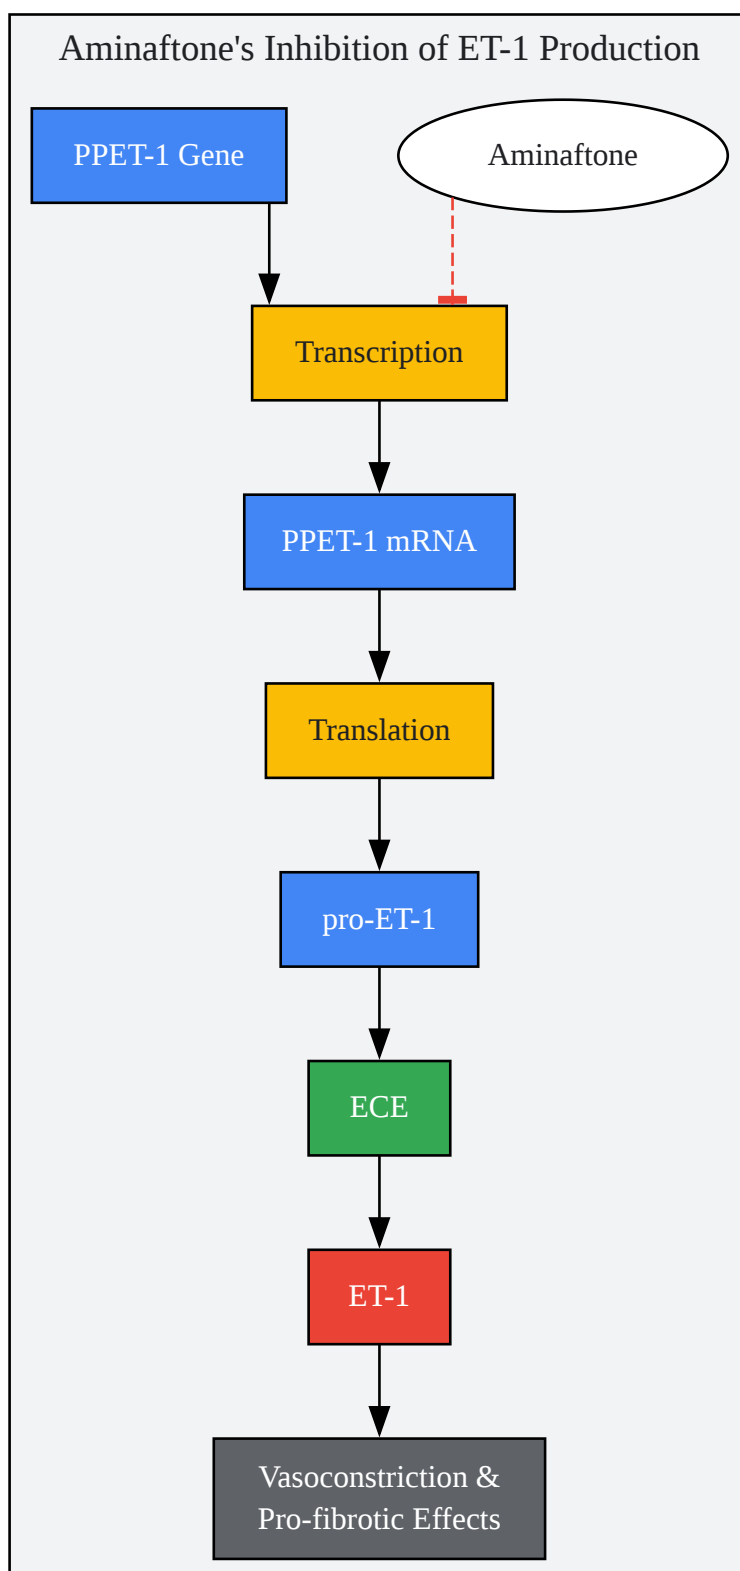 Aminaftone's Inhibition of ET-1 Production
PPET-1 Gene
Aminaftone
Transcription
PPET-1 mRNA
Translation
pro-ET-1
ECE
ET-1
Vasoconstriction &
Pro-fibrotic Effects